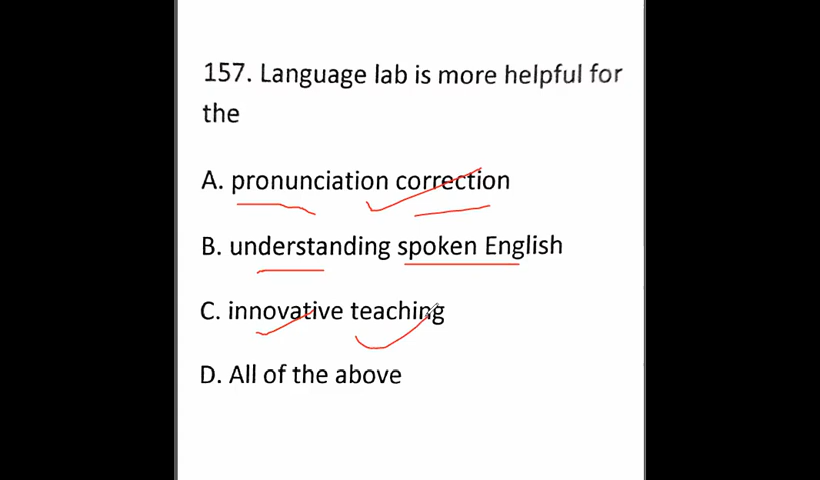 157. Language lab is more helpful for
the
A. pronunciation correction
B. understanding spoken English
C. innovative teaching
D. All of the above